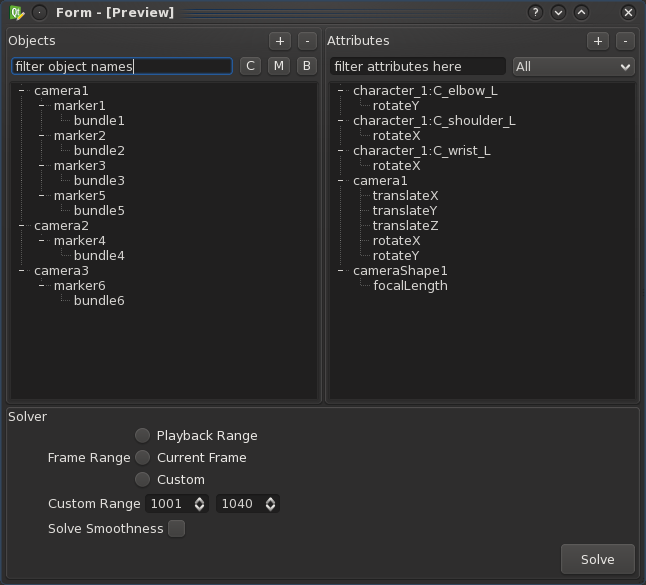 Form - [Preview]
Objects
+ -
filter object names
C M B
camera1
marker1
bundle1
marker2
bundle2
marker3
bundle3
marker5
bundle5
camera2
marker4
bundle4
camera3
marker6
bundle6
Attributes
+ -
filter attributes here
All
character_1:C_elbow_L
rotateY
character_1:C_shoulder_L
rotateX
character_1:C_wrist_L
rotateX
camera1
translateX
translateY
translateZ
rotateX
rotateY
cameraShape1
focalLength
Solver
Playback Range
Frame Range Current Frame
Custom
Custom Range 1001 1040
Solve Smoothness
Solve